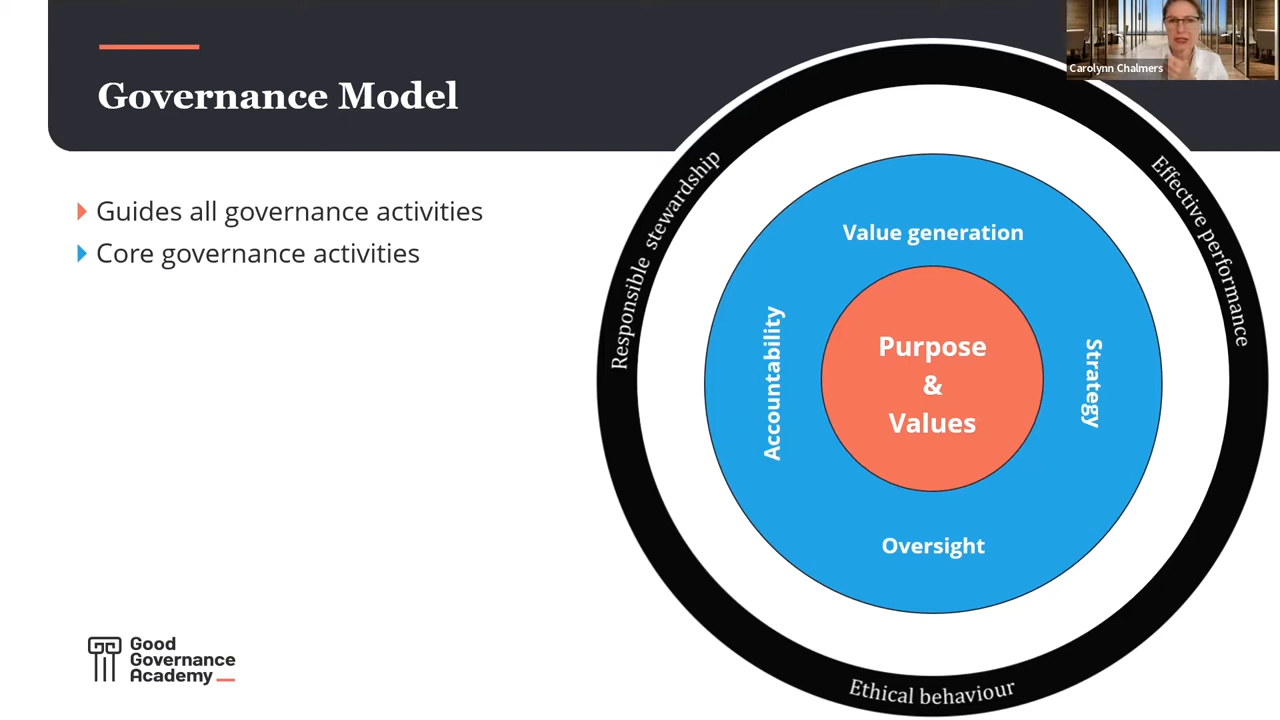 Carolynn Chalmers
Governance Model
Guides all governance activities
Core governance activities
Responsible stewardship
Effective performance
Value generation
Accountability
Purpose
&
Values
Strategy
Oversight
Ethical behaviour
Good
Governance
Academy